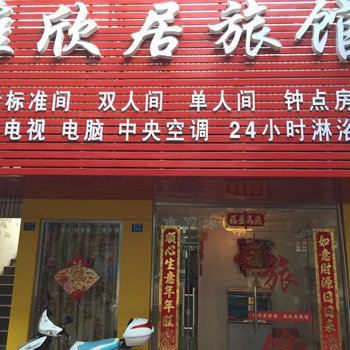 欣居旅馆
标准间 双人间 单人间 钟点房
电视 电脑 中央空调 24小时淋浴
福星高照
顺心生意年年旺
如意财源日日来
旅